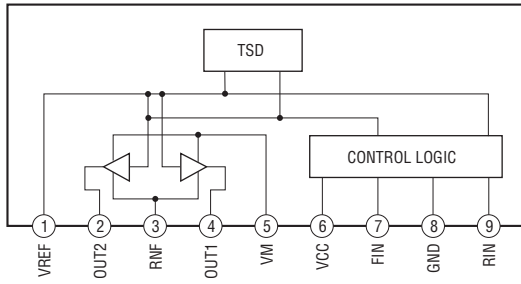 TSD
CONTROL LOGIC
1 2 3 4 5 6 7 8 9
VREF OUT2 RNF OUT1 VM VCC FIN GND RIN